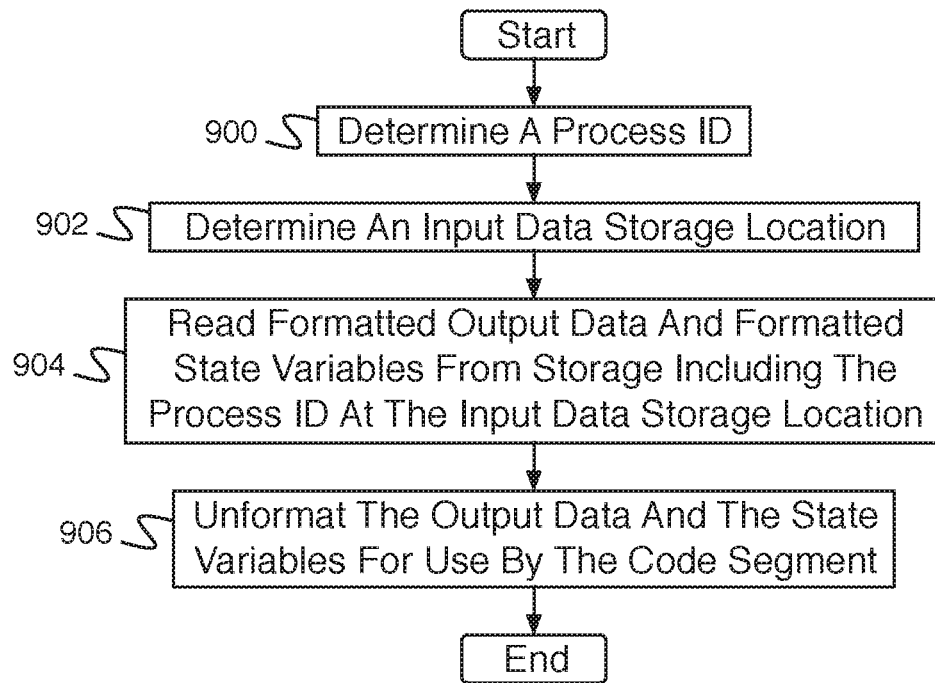 Start
900
Determine A Process ID
902
Determine An Input Data Storage Location
904
Read Formatted Output Data And Formatted
State Variables From Storage Including The
Process ID At The Input Data Storage Location
906
Unformat The Output Data And The State
Variables For Use By The Code Segment
End